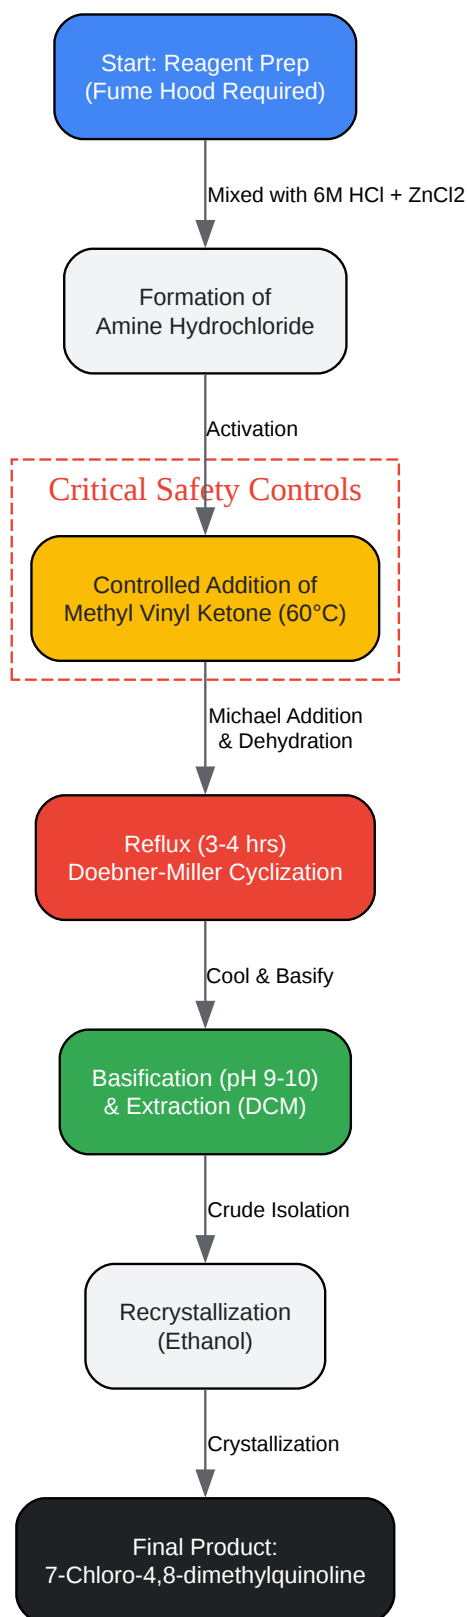 Start: Reagent Prep
(Fume Hood Required)
Mixed with 6M HCl + ZnCl2
Formation of
Amine Hydrochloride
Activation
Critical Safety Controls
Controlled Addition of
Methyl Vinyl Ketone (60°C)
Michael Addition
& Dehydration
Reflux (3-4 hrs)
Doebner-Miller Cyclization
Cool & Basify
Basification (pH 9-10)
& Extraction (DCM)
Crude Isolation
Recrystallization
(Ethanol)
Crystallization
Final Product:
7-Chloro-4,8-dimethylquinoline